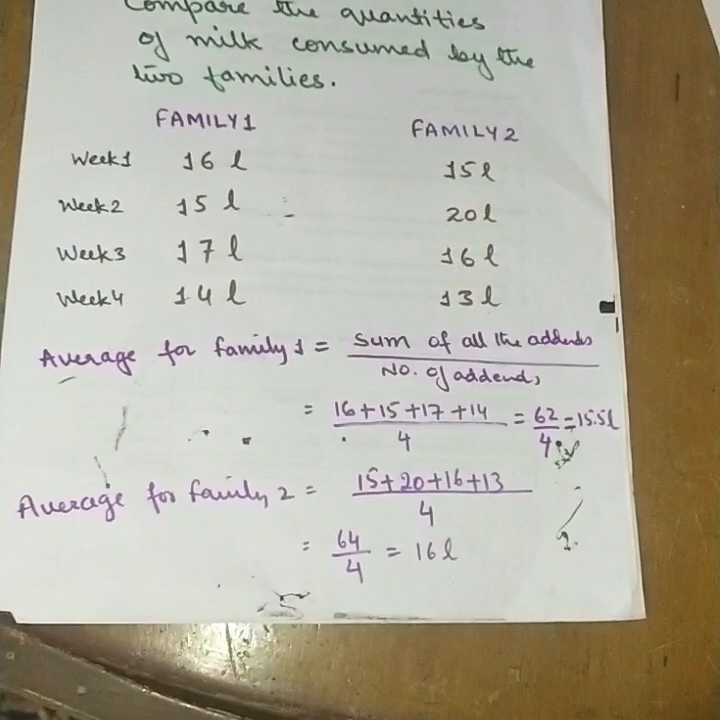 Compare the quantities
of milk consumed by the
two families.
FAMILY 1 FAMILY 2
Week 1 16 l 15 l
Week 2 15 l 20 l
Week 3 17 l 16 l
Week 4 14 l 13 l
Average for family 1 = Sum of all the addends
No. of addends
= 16+15+17+14 = 62 = 15.5l
4 4
Average for family 2 = 15+20+16+13
4
= 64 = 16 l
4